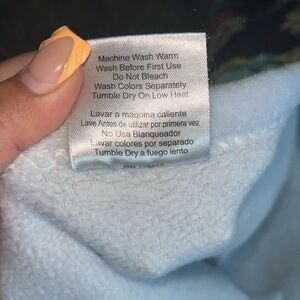 Machine Wash Warm
Wash Before First Use
Do Not Bleach
Wash Colors Separately
Tumble Dry On Low Heat
Lavar a maquina caliente
Lave Antes de utilizar por primera vez
No Usa Blanqueador
Lavar colores por separado
Tumble Dry a fuego lento